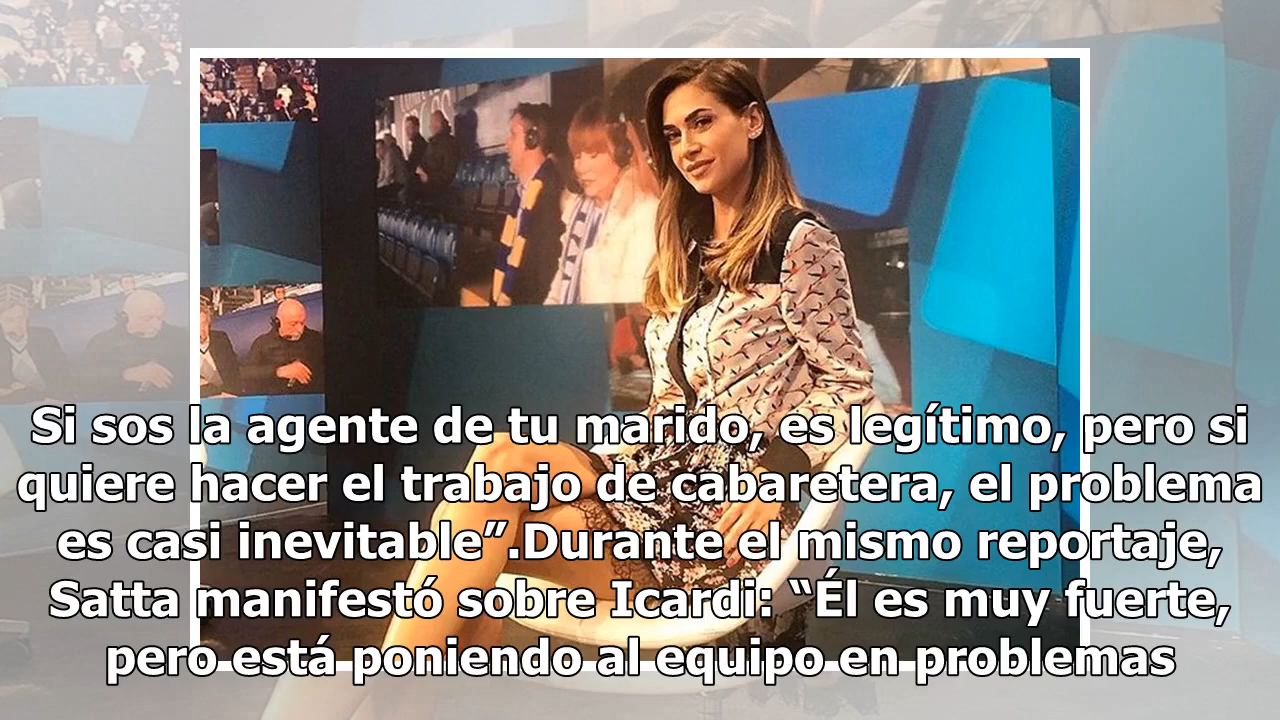 Si sos la agente de tu marido, es legítimo, pero si
quiere hacer el trabajo de cabaretera, el problema
es casi inevitable”.Durante el mismo reportaje,
Satta manifestó sobre Icardi: “Él es muy fuerte,
pero está poniendo al equipo en problemas